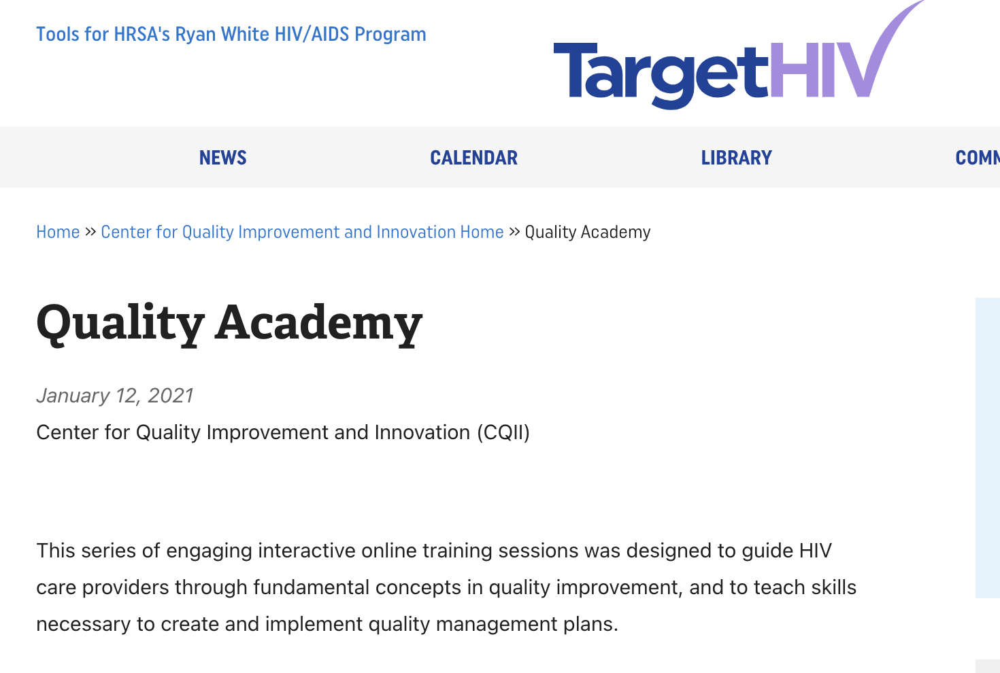 Tools for HRSA's Ryan White HIV/AIDS Program
TargetHIV
NEWS CALENDAR LIBRARY
Home » Center for Quality Improvement and Innovation Home » Quality Academy
Quality Academy
January 12, 2021
Center for Quality Improvement and Innovation (CQII)
This series of engaging interactive online training sessions was designed to guide HIV
care providers through fundamental concepts in quality improvement, and to teach skills
necessary to create and implement quality management plans.